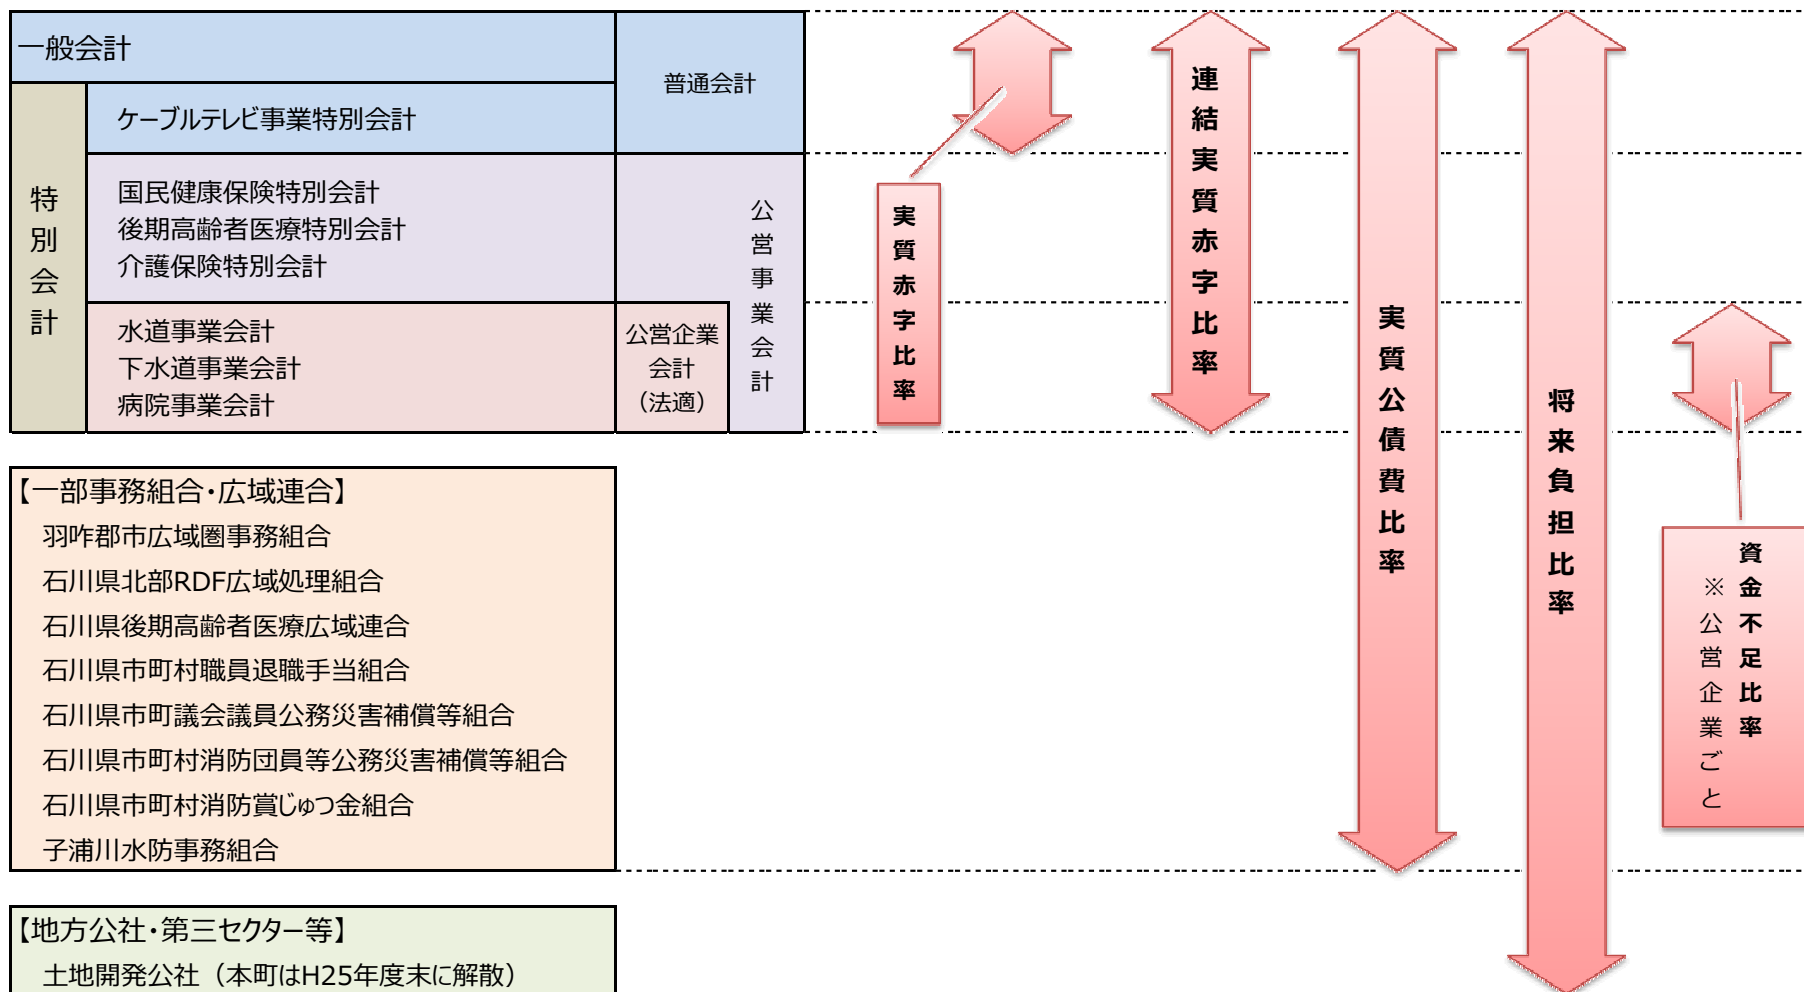 一般会計
普通会計
特別会計
ケーブルテレビ事業特別会計
国民健康保険特別会計
後期高齢者医療特別会計
介護保険特別会計
公営事業会計
水道事業会計
下水道事業会計
病院事業会計
公営企業
会計
（法適）
実質赤字比率
連結実質赤字比率
実質公債費比率
将来負担比率
資金不足比率
※公営企業ごと
【一部事務組合・広域連合】
羽咋郡市広域圏事務組合
石川県北部RDF広域処理組合
石川県後期高齢者医療広域連合
石川県市町村職員退職手当組合
石川県市町議会議員公務災害補償等組合
石川県市町村消防団員等公務災害補償等組合
石川県市町村消防賞じゅつ金組合
子浦川水防事務組合
【地方公社・第三セクター等】
土地開発公社（本町はH25年度末に解散）